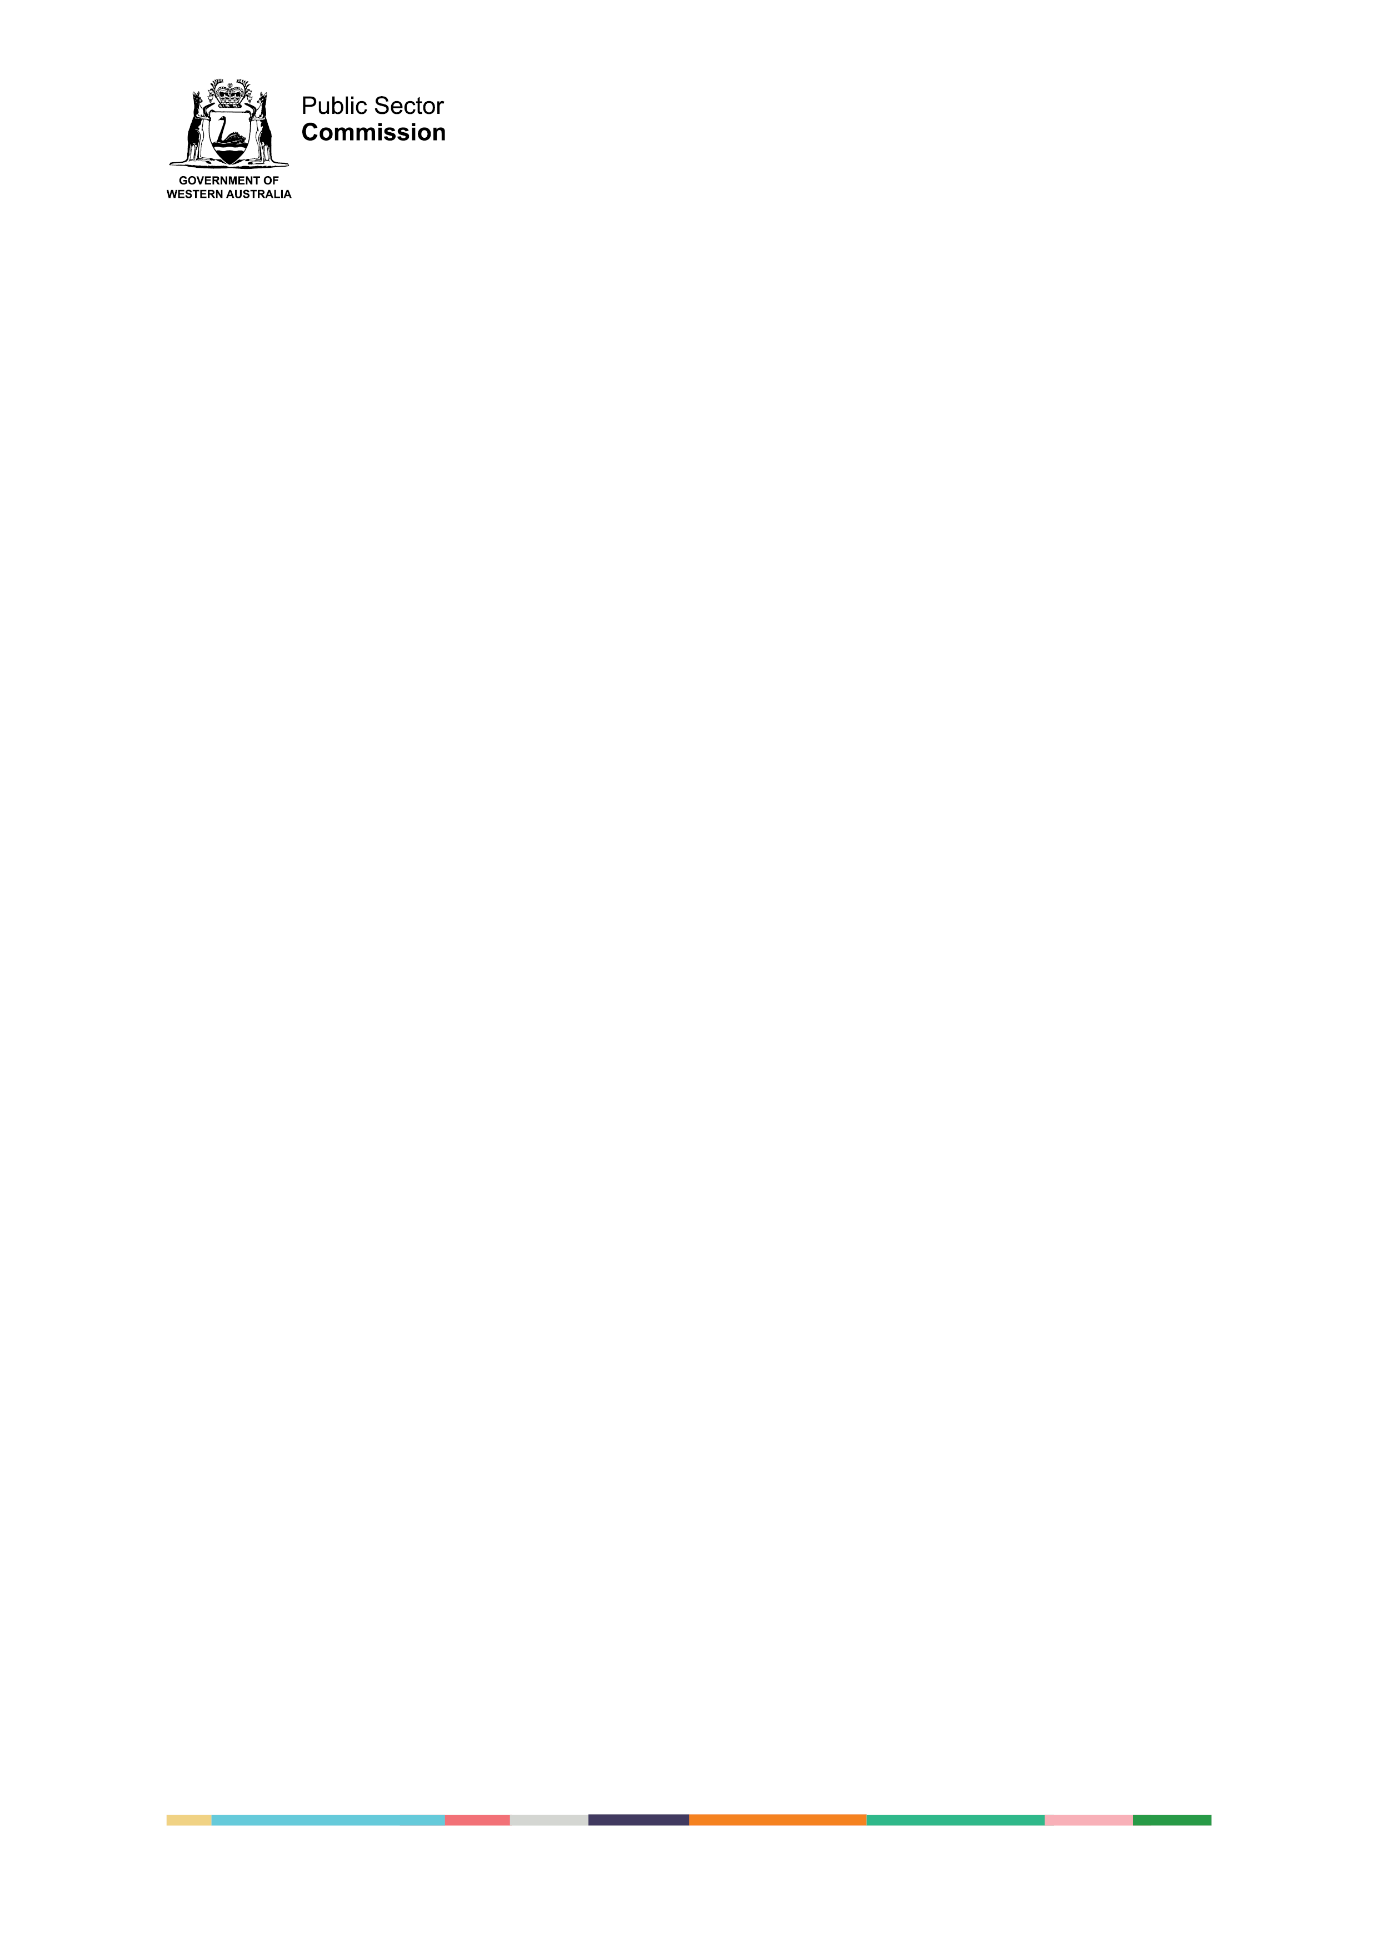 Public Sector
Commission
GOVERNMENT OF
WESTERN AUSTRALIA